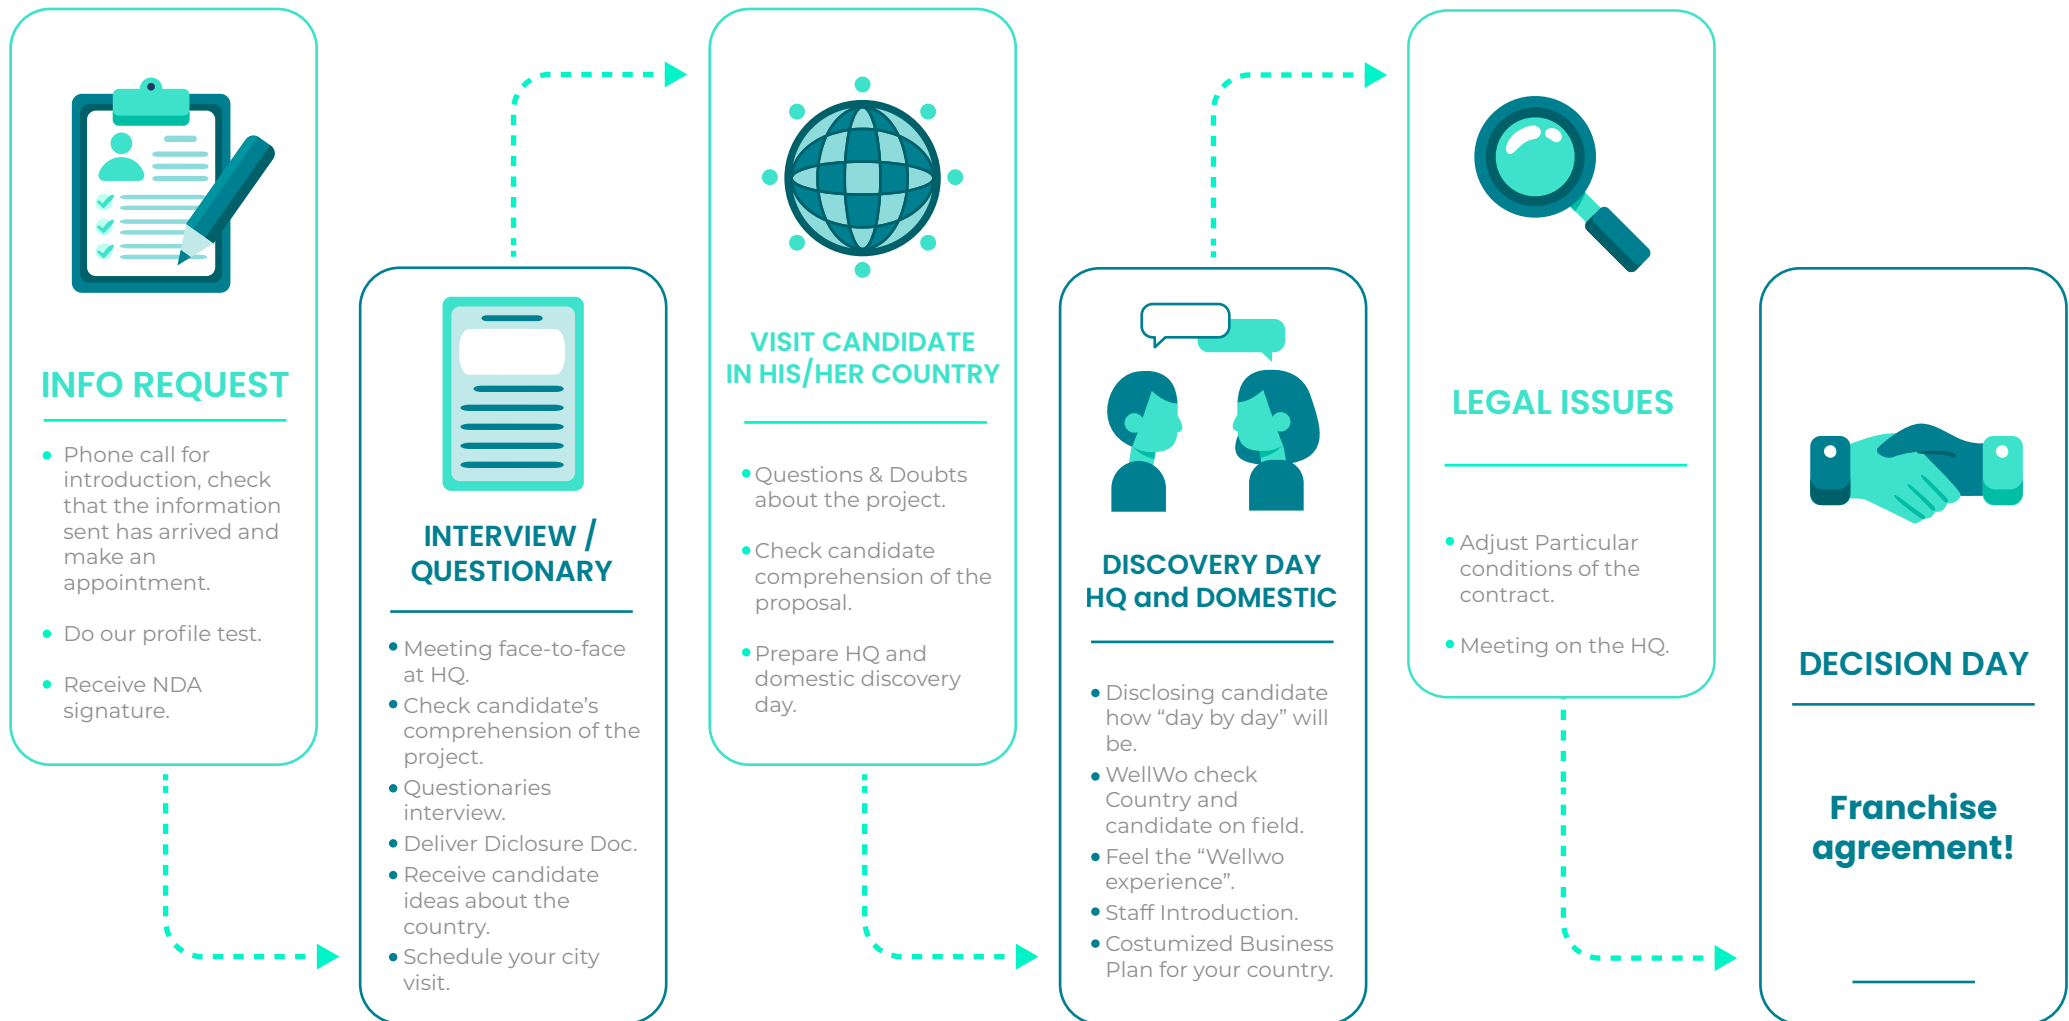 INFO REQUEST
Phone call for
introduction, check
that the information
sent has arrived and
make an
appointment.
Do our profile test.
Receive NDA
signature.
INTERVIEW /
QUESTIONARY
Meeting face-to-face
at HQ.
Check candidate’s
comprehension of the
project.
Questionaries
interview.
Deliver Diclosure Doc.
Receive candidate
ideas about the
country.
Schedule your city
visit.
VISIT CANDIDATE
IN HIS/HER COUNTRY
Questions & Doubts
about the project.
Check candidate
comprehension of the
proposal.
Prepare HQ and
domestic discovery
day.
DISCOVERY DAY
HQ and DOMESTIC
Disclosing candidate
how “day by day” will
be.
WellWo check
Country and
candidate on field.
Feel the “Wellwo
experience”.
Staff Introduction.
Costumized Business
Plan for your country.
LEGAL ISSUES
Adjust Particular
conditions of the
contract.
Meeting on the HQ.
DECISION DAY
Franchise
agreement!